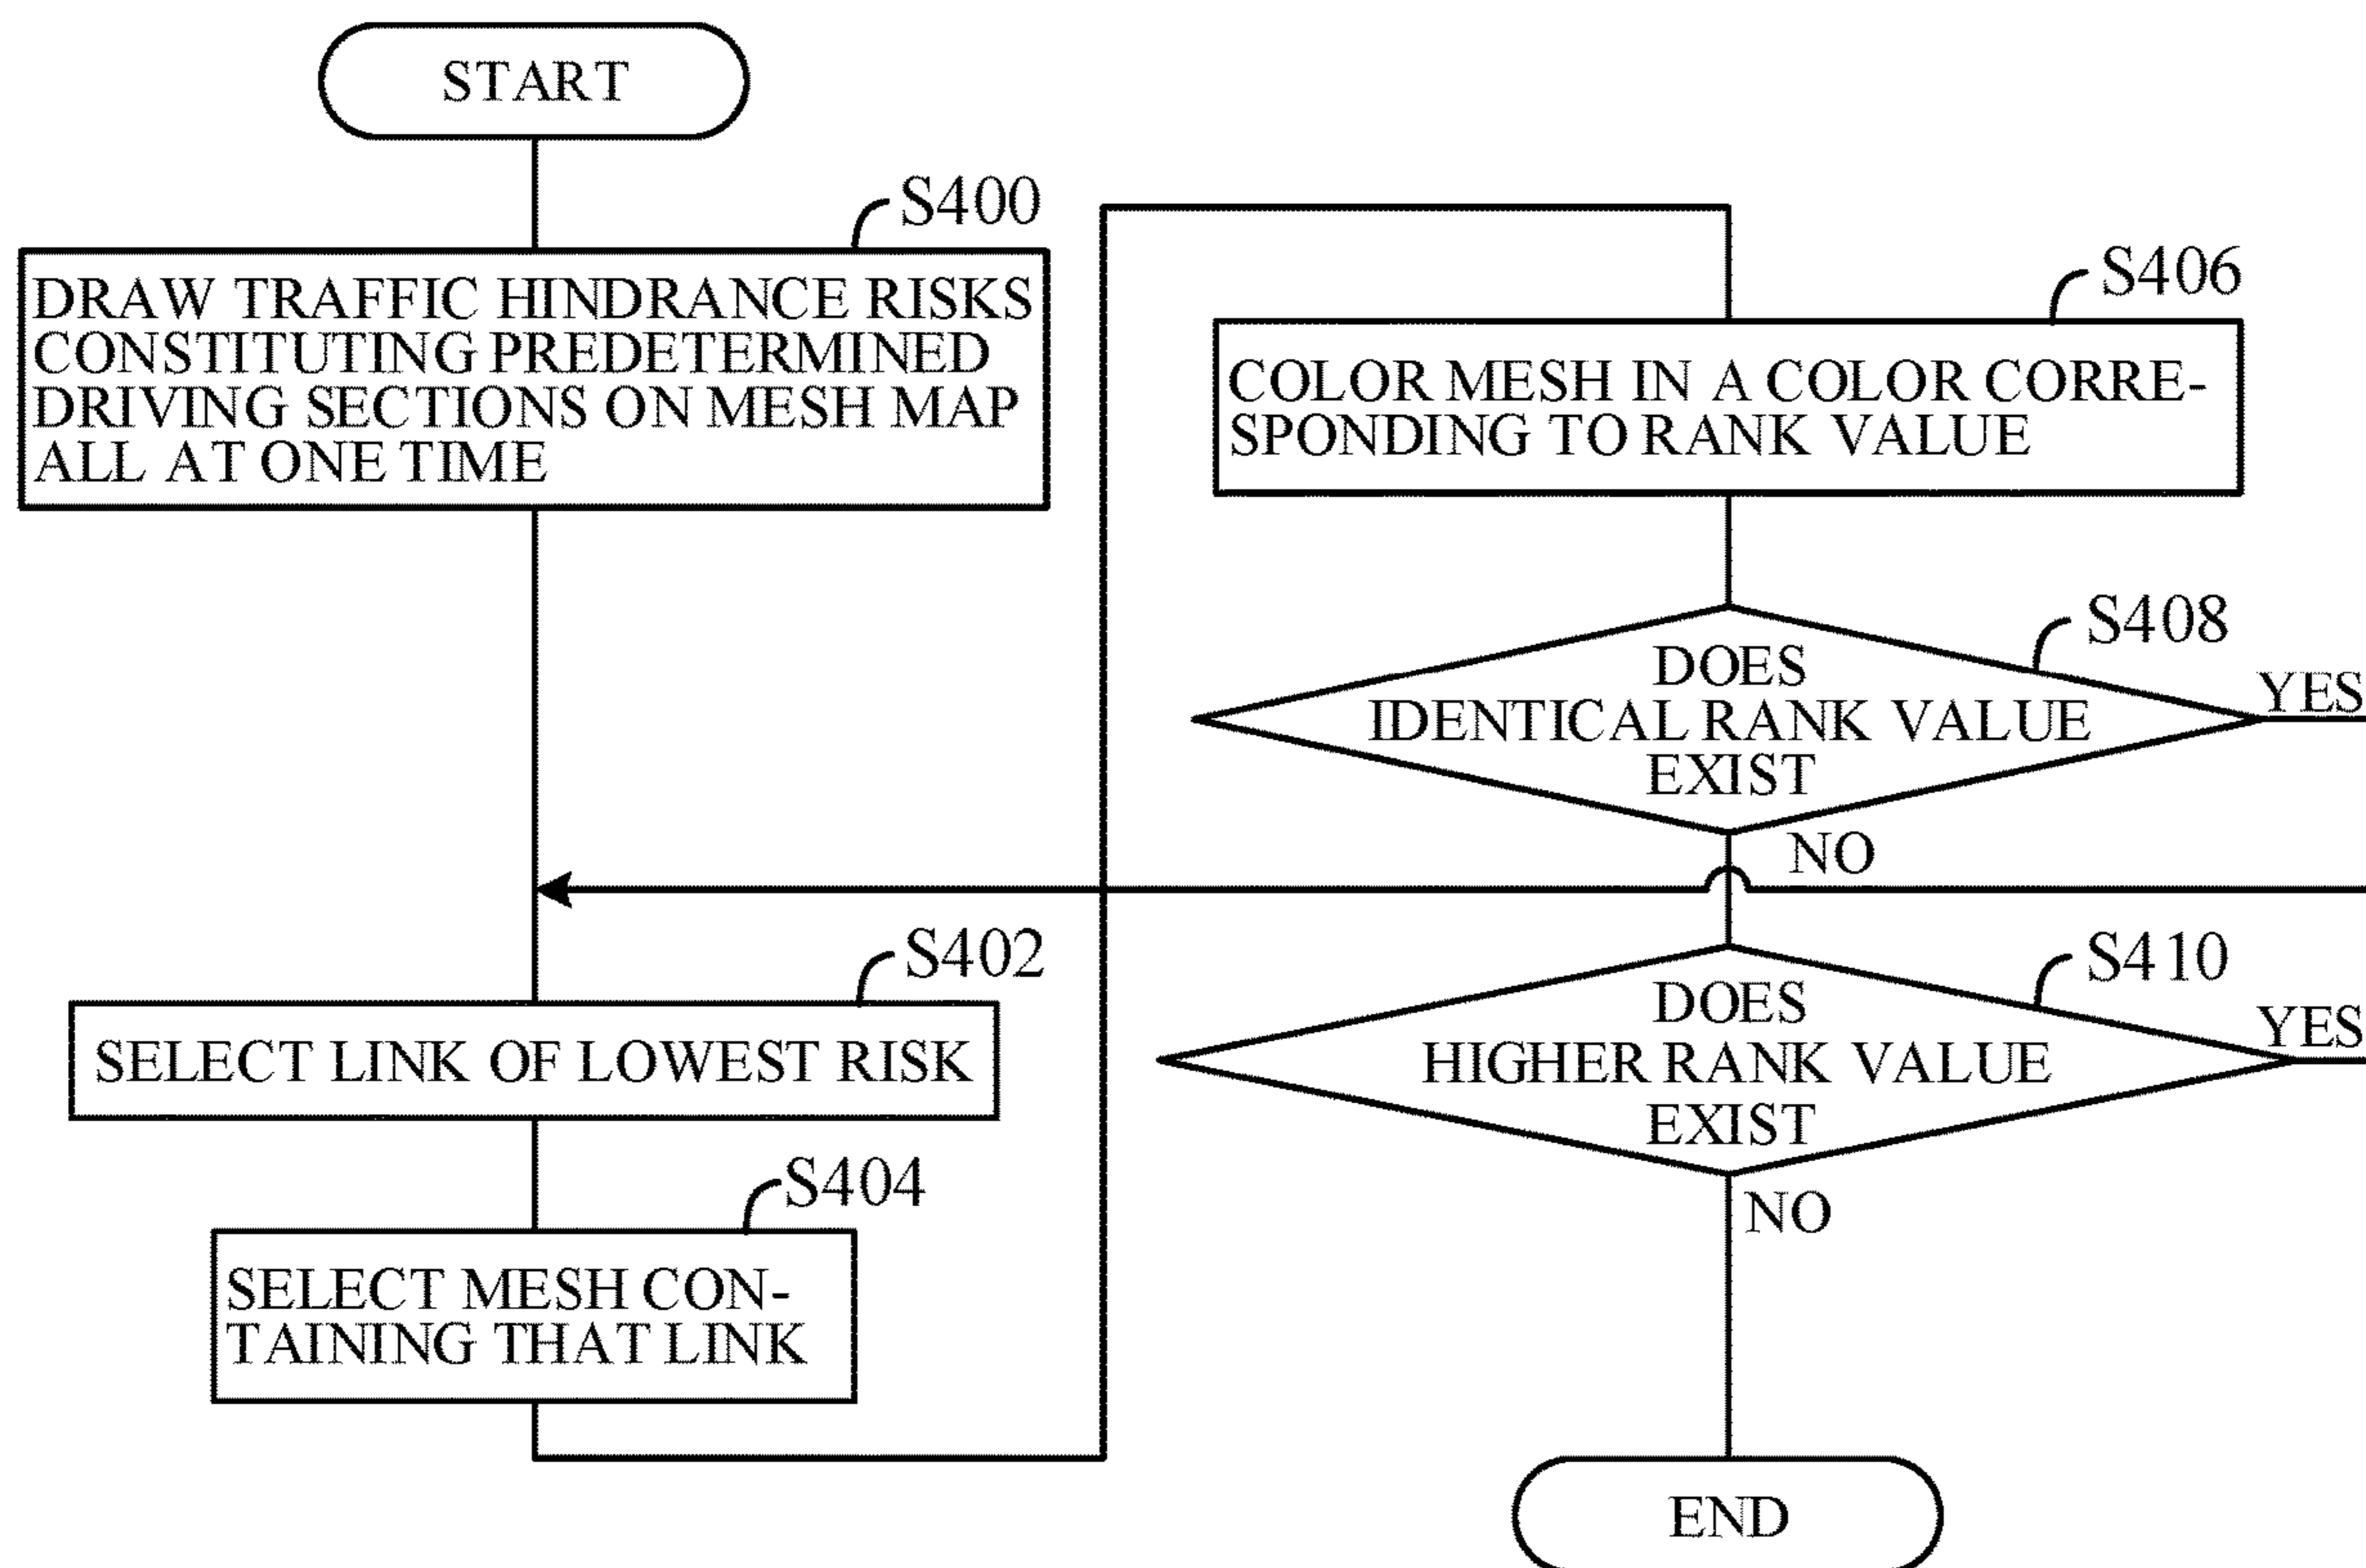 START
S400
DRAW TRAFFIC HINDRANCE RISKS
CONSTITUTING PREDETERMINED
DRIVING SECTIONS ON MESH MAP
ALL AT ONE TIME
S402
SELECT LINK OF LOWEST RISK
S404
SELECT MESH CON-
TAINING THAT LINK
S406
COLOR MESH IN A COLOR CORRE-
SPONDING TO RANK VALUE
S408
DOES
IDENTICAL RANK VALUE
EXIST
YES
NO
S410
DOES
HIGHER RANK VALUE
EXIST
YES
NO
END